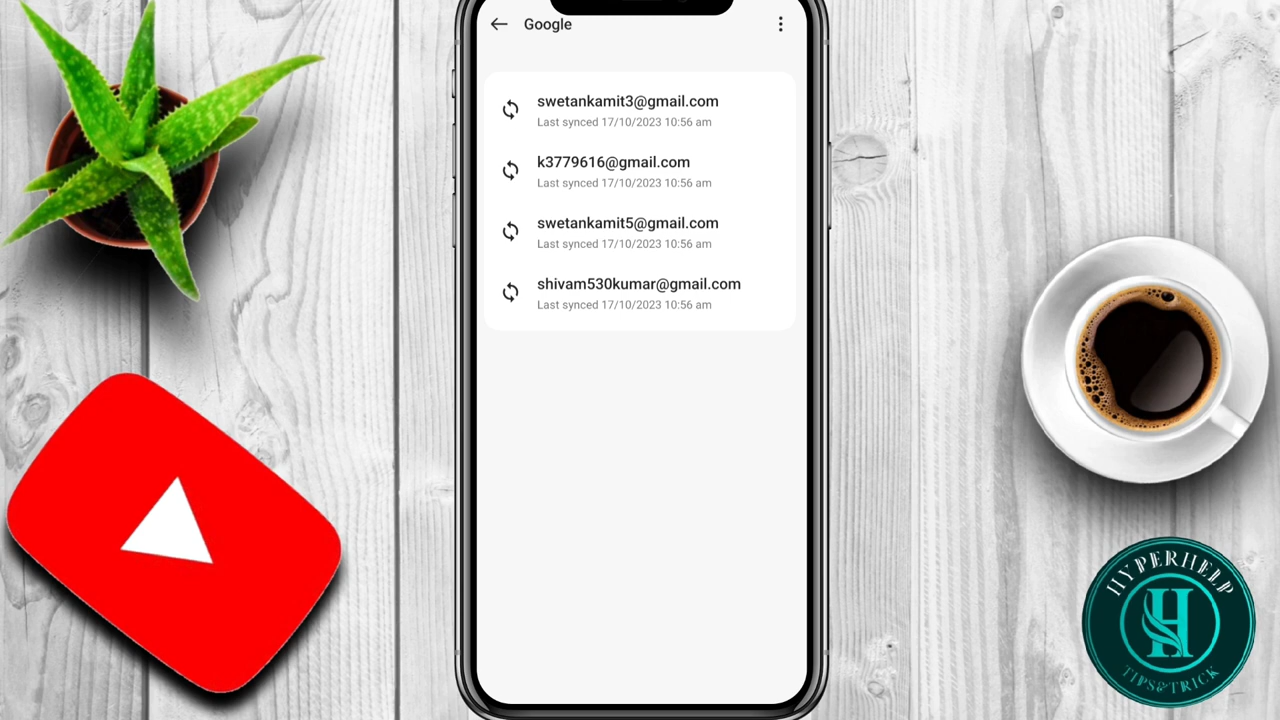 Google
swetankamit3@gmail.com
Last synced 17/10/2023 10:56 am
k3779616@gmail.com
Last synced 17/10/2023 10:56 am
swetankamit5@gmail.com
Last synced 17/10/2023 10:56 am
shivam530kumar@gmail.com
Last synced 17/10/2023 10:56 am
HYPERHELP
H
TIPS&TRICK